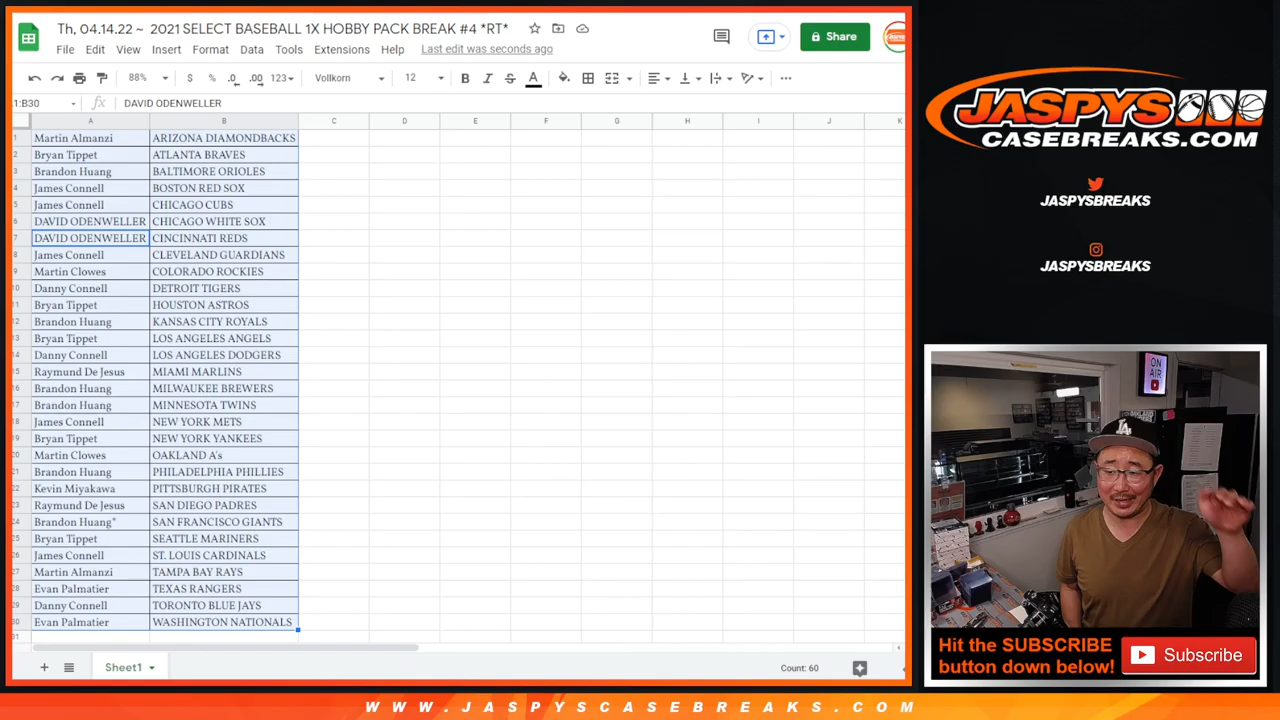 Th, 04.14.22 ~ 2021 SELECT BASEBALL 1X HOBBY PACK BREAK #4 *RT*
File Edit View Insert Format Data Tools Extensions Help Last edit was seconds ago
Share
88% $ % .0 .00 123 Vollkorn 12 B I S A
1:B30 fx DAVID ODENWELLER
A B C D E F G H I J K
1 Martin Almanzi ARIZONA DIAMONDBACKS
2 Bryan Tippet ATLANTA BRAVES
3 Brandon Huang BALTIMORE ORIOLES
4 James Connell BOSTON RED SOX
5 James Connell CHICAGO CUBS
6 DAVID ODENWELLER CHICAGO WHITE SOX
7 DAVID ODENWELLER CINCINNATI REDS
8 James Connell CLEVELAND GUARDIANS
9 Martin Clowes COLORADO ROCKIES
10 Danny Connell DETROIT TIGERS
11 Bryan Tippet HOUSTON ASTROS
12 Brandon Huang KANSAS CITY ROYALS
13 Bryan Tippet LOS ANGELES ANGELS
14 Danny Connell LOS ANGELES DODGERS
15 Raymund De Jesus MIAMI MARLINS
16 Brandon Huang MILWAUKEE BREWERS
17 Brandon Huang MINNESOTA TWINS
18 James Connell NEW YORK METS
19 Bryan Tippet NEW YORK YANKEES
20 Martin Clowes OAKLAND A's
21 Brandon Huang PHILADELPHIA PHILLIES
22 Kevin Miyakawa PITTSBURGH PIRATES
23 Raymund De Jesus SAN DIEGO PADRES
24 Brandon Huang* SAN FRANCISCO GIANTS
25 Bryan Tippet SEATTLE MARINERS
26 James Connell ST. LOUIS CARDINALS
27 Martin Almanzi TAMPA BAY RAYS
28 Evan Palmatier TEXAS RANGERS
29 Danny Connell TORONTO BLUE JAYS
30 Evan Palmatier WASHINGTON NATIONALS
31
Sheet1
Count: 60
JASPYS
CASEBREAKS.COM
JASPYSBREAKS
JASPYSBREAKS
ON
AIR
LA
Hit the SUBSCRIBE
button down below!
Subscribe
WWW.JASPYSCASEBREAKS.COM